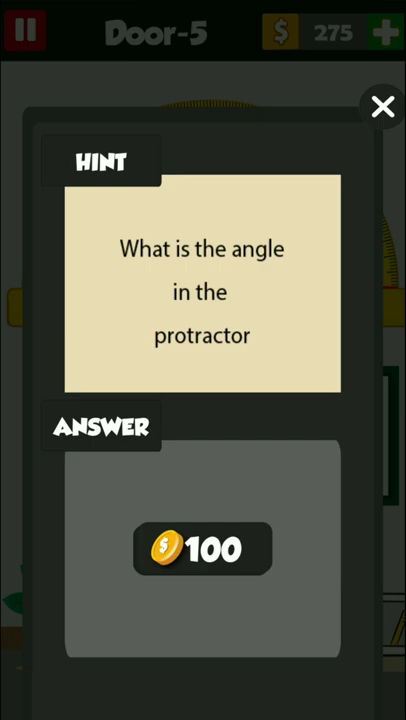 Door-5
$ 275
HINT
What is the angle
in the
protractor
ANSWER
$ 100